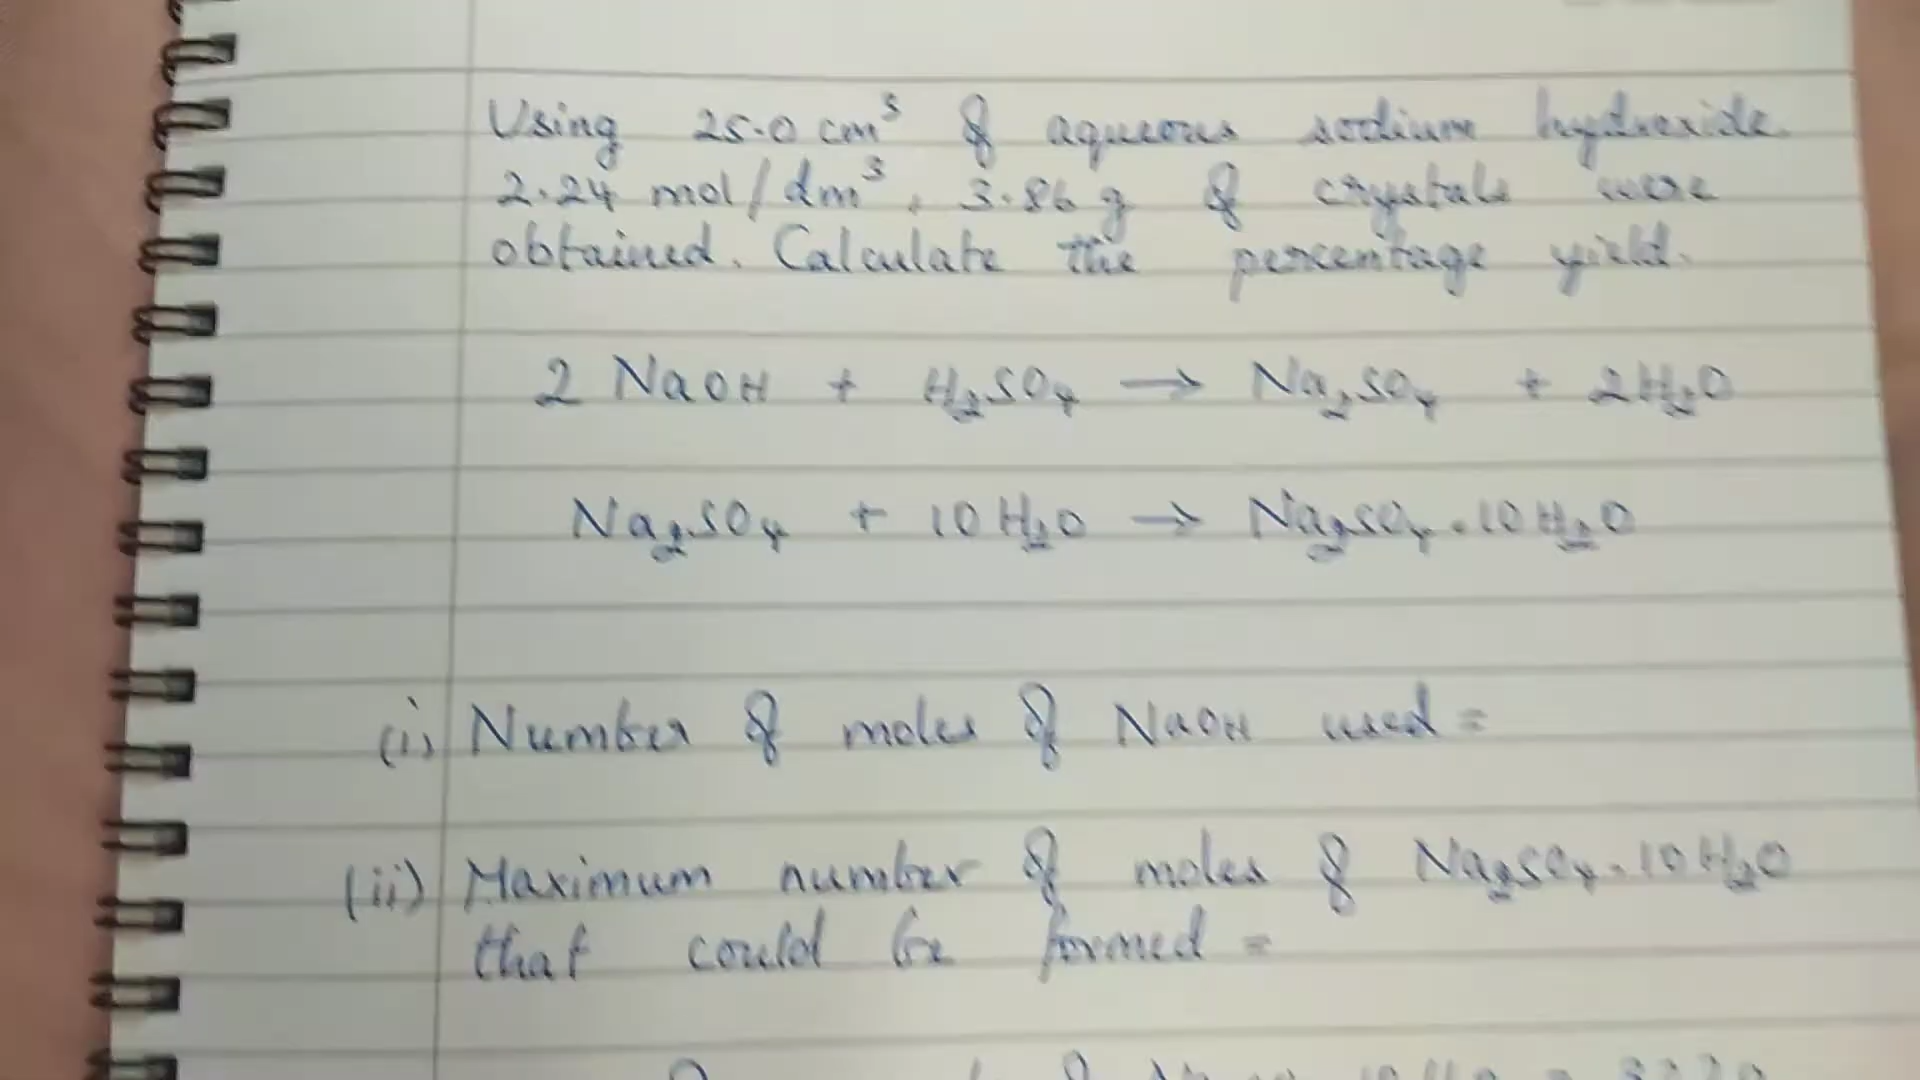 Using 25.0 cm³ of aqueous sodium hydroxide
2.24 mol/dm³, 3.86 g of crystals were
obtained. Calculate the percentage yield.
2 NaOH + H₂SO₄ → Na₂SO₄ + 2H₂O
Na₂SO₄ + 10 H₂O → Na₂SO₄.10 H₂O
(i) Number of moles of NaOH used =
(ii) Maximum number of moles of Na₂SO₄.10 H₂O
that could be formed =